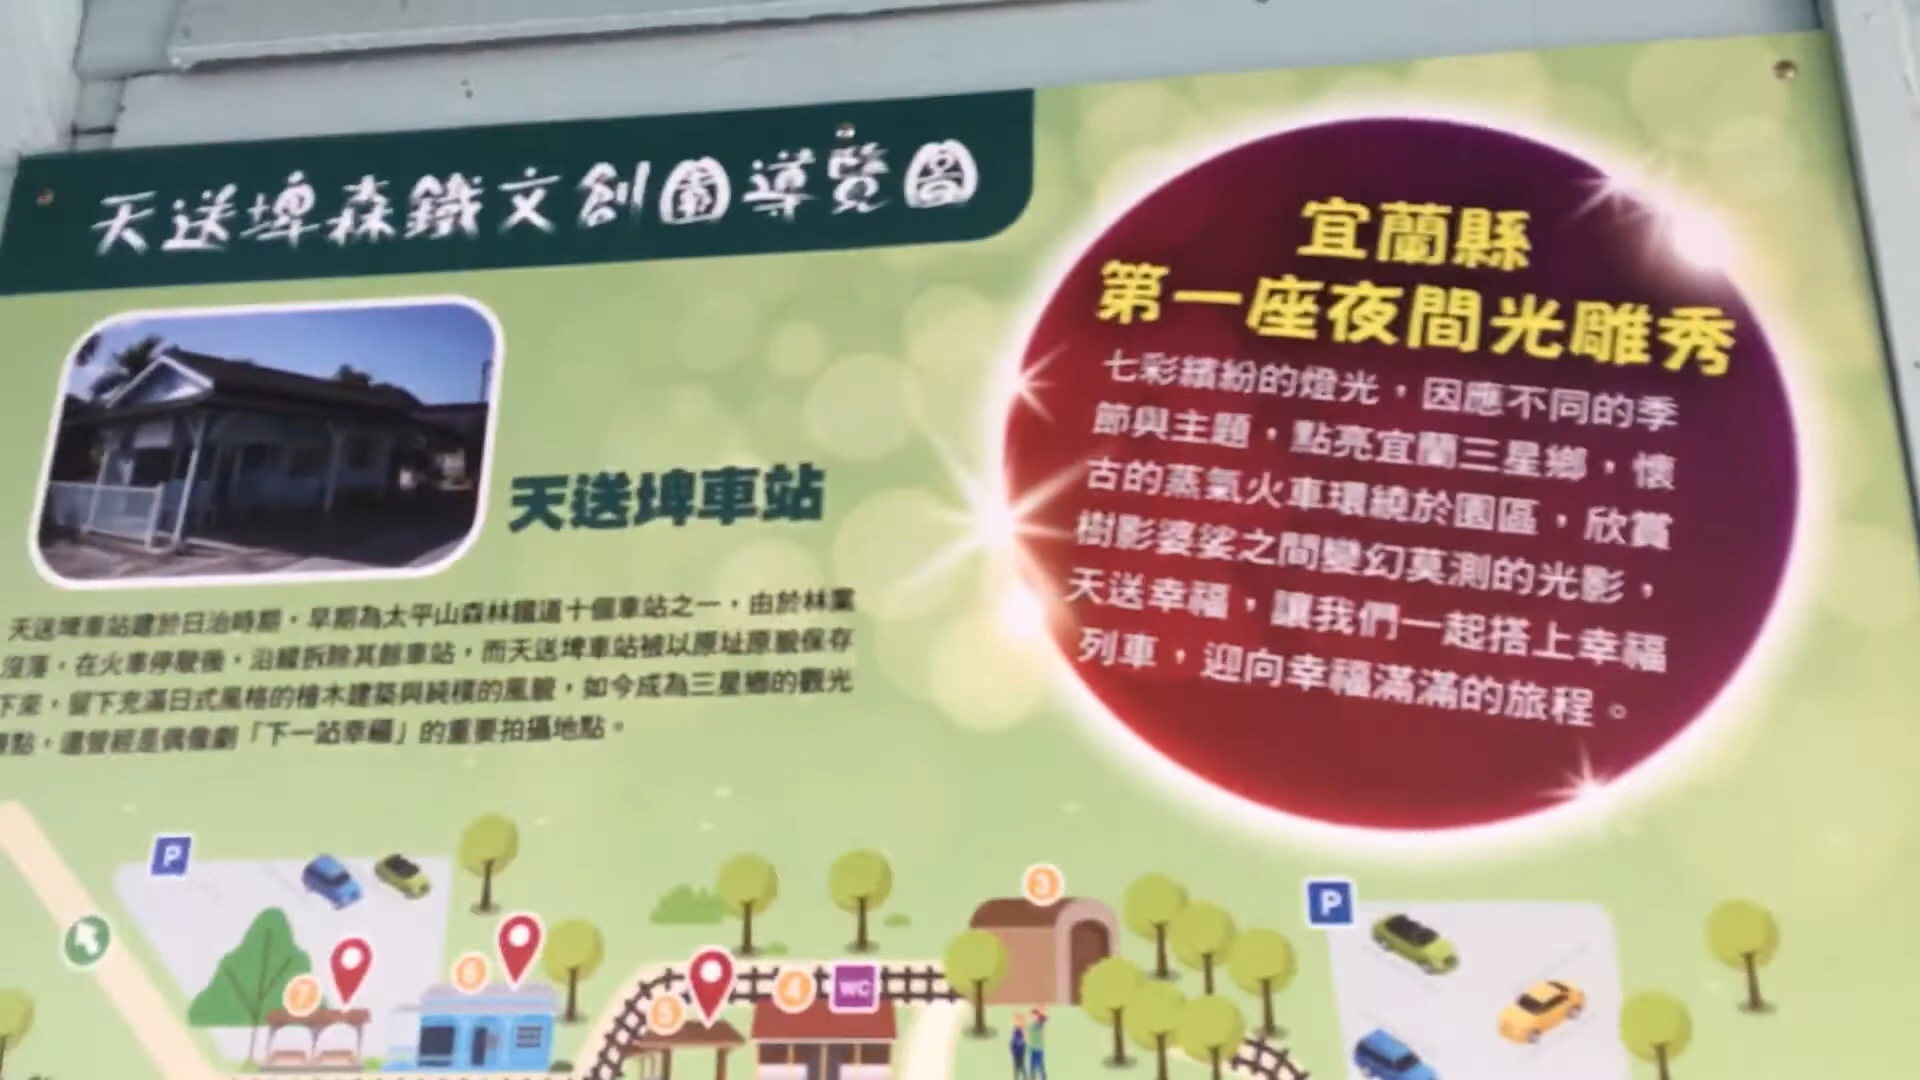 天送埤森鐵文創園導覽圖
天送埤車站
天送埤車站建於日治時期，早期為太平山森林鐵道十個車站之一，由於林業
沒落，在火車停駛後，沿線拆除其餘車站，而天送埤車站被以原址原貌保存
下來，留下充滿日式風格的檜木建築與純樸的風貌，如今成為三星鄉的觀光
景點，還曾經是偶像劇「下一站幸福」的重要拍攝地點。
宜蘭縣
第一座夜間光雕秀
七彩繽紛的燈光，因應不同的季
節與主題，點亮宜蘭三星鄉，懷
古的蒸氣火車環繞於園區，欣賞
樹影婆娑之間變幻莫測的光影，
天送幸福，讓我們一起搭上幸福
列車，迎向幸福滿滿的旅程。
P
P
3
7
6
5
4
WC